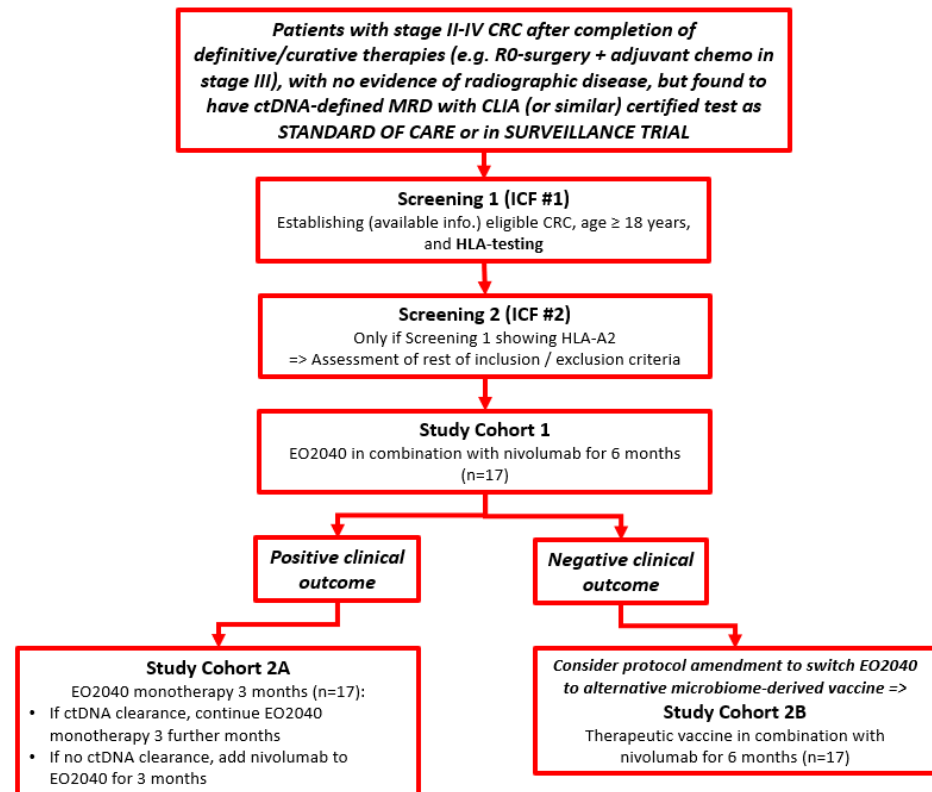 Patients with stage II-IV CRC after completion of
definitive/curative therapies (e.g. R0-surgery + adjuvant chemo in
stage III), with no evidence of radiographic disease, but found to
have ctDNA-defined MRD with CLIA (or similar) certified test as
STANDARD OF CARE or in SURVEILLANCE TRIAL
Screening 1 (ICF #1)
Establishing (available info.) eligible CRC, age ≥ 18 years,
and HLA-testing
Screening 2 (ICF #2)
Only if Screening 1 showing HLA-A2
=> Assessment of rest of inclusion / exclusion criteria
Study Cohort 1
EO2040 in combination with nivolumab for 6 months
(n=17)
Positive clinical
outcome
Negative clinical
outcome
Study Cohort 2A
EO2040 monotherapy 3 months (n=17):
• If ctDNA clearance, continue EO2040
monotherapy 3 further months
• If no ctDNA clearance, add nivolumab to
EO2040 for 3 months
Consider protocol amendment to switch EO2040
to alternative microbiome-derived vaccine =>
Study Cohort 2B
Therapeutic vaccine in combination with
nivolumab for 6 months (n=17)